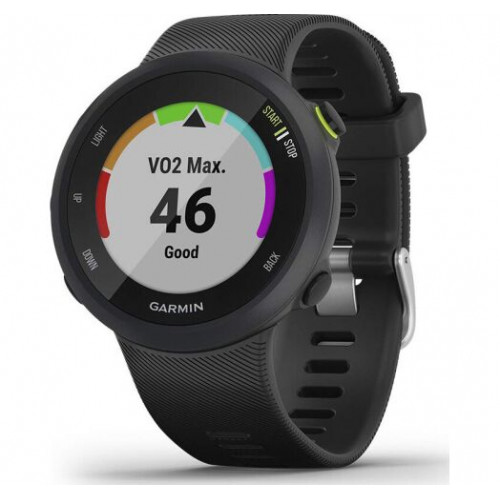 LIGHT
START
STOP
UP
DOWN
BACK
VO2 Max.
46
Good
GARMIN